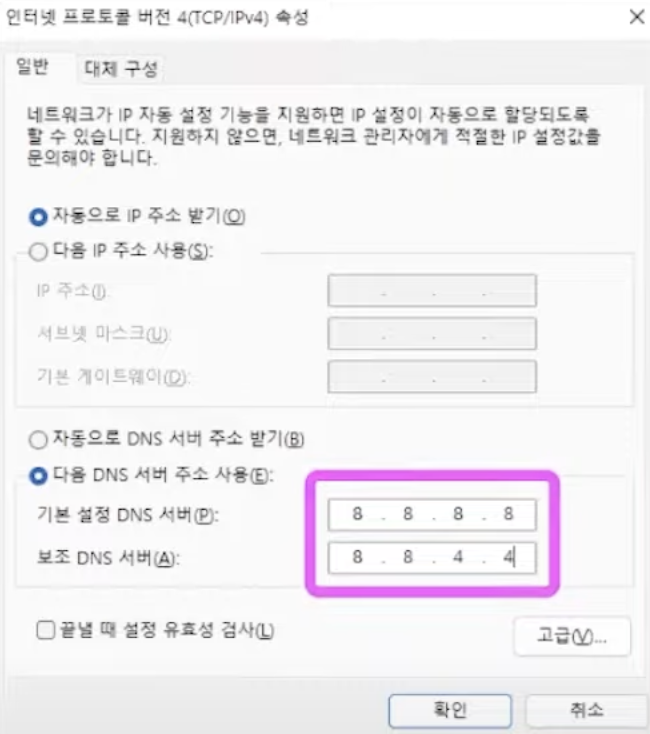 인터넷 프로토콜 버전 4(TCP/IPv4) 속성
일반 대체 구성
네트워크가 IP 자동 설정 기능을 지원하면 IP 설정이 자동으로 할당되도록
할 수 있습니다. 지원하지 않으면, 네트워크 관리자에게 적절한 IP 설정값을
문의해야 합니다.
자동으로 IP 주소 받기(O)
다음 IP 주소 사용(S):
IP 주소(I):
서브넷 마스크(U):
기본 게이트웨이(D):
자동으로 DNS 서버 주소 받기(B)
다음 DNS 서버 주소 사용(E):
기본 설정 DNS 서버(P): 8 . 8 . 8 . 8
보조 DNS 서버(A): 8 . 8 . 4 . 4
끝낼 때 설정 유효성 검사(L)
고급(V)...
확인 취소